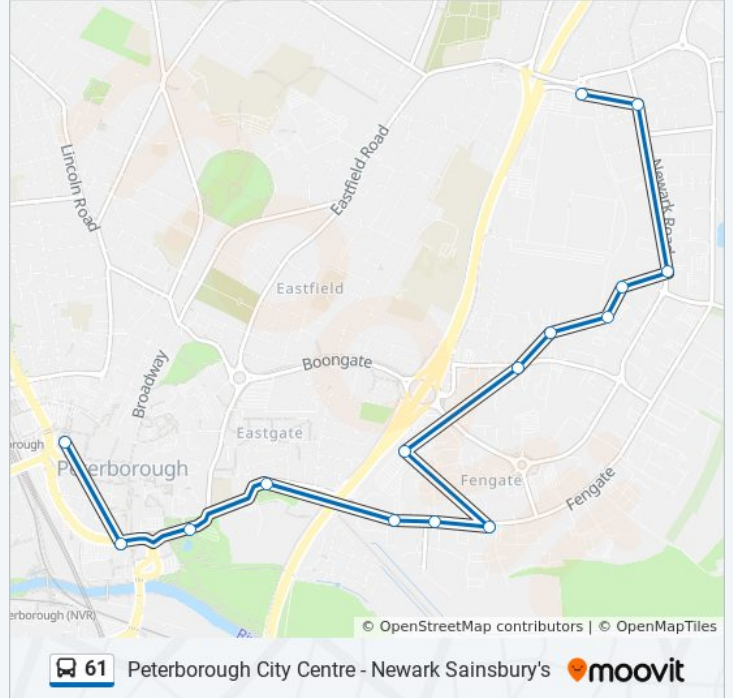 Lincoln Road
Eastfield Road
Newark Road
Eastfield
Boongate
Broadway
Eastgate
Peterborough
Fengate
Fengate
erborough (NVR)
© OpenStreetMap contributors | © OpenMapTiles
61 Peterborough City Centre - Newark Sainsbury's moovit